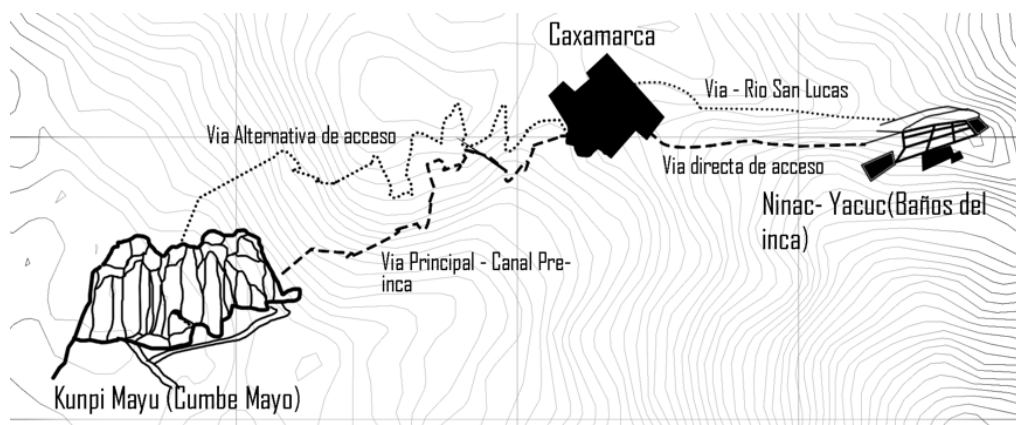 Caxamarca
Via - Rio San Lucas
Via Alternativa de acceso
Via directa de acceso
Ninac- Yacuc(Baños del
inca)
Via Principal - Canal Pre-
inca
Kunpi Mayu (Cumbe Mayo)